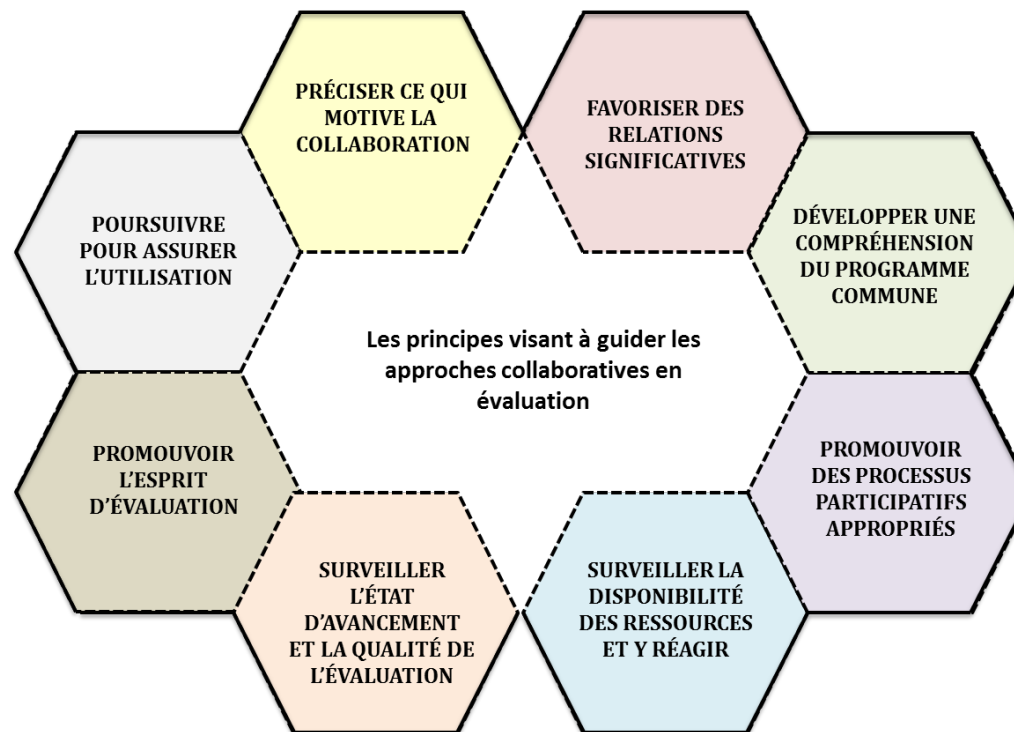 PRÉCISER CE QUI
MOTIVE LA
COLLABORATION
FAVORISER DES
RELATIONS
SIGNIFICATIVES
DÉVELOPPER UNE
COMPRÉHENSION
DU PROGRAMME
COMMUNE
PROMOUVOIR
DES PROCESSUS
PARTICIPATIFS
APPROPRIÉS
SURVEILLER LA
DISPONIBILITÉ
DES RESSOURCES
ET Y RÉAGIR
SURVEILLER
L’ÉTAT
D’AVANCEMENT
ET LA QUALITÉ DE
L’ÉVALUATION
PROMOUVOIR
L’ESPRIT
D’ÉVALUATION
POURSUIVRE
POUR ASSURER
L’UTILISATION
Les principes visant à guider les
approches collaboratives en
évaluation